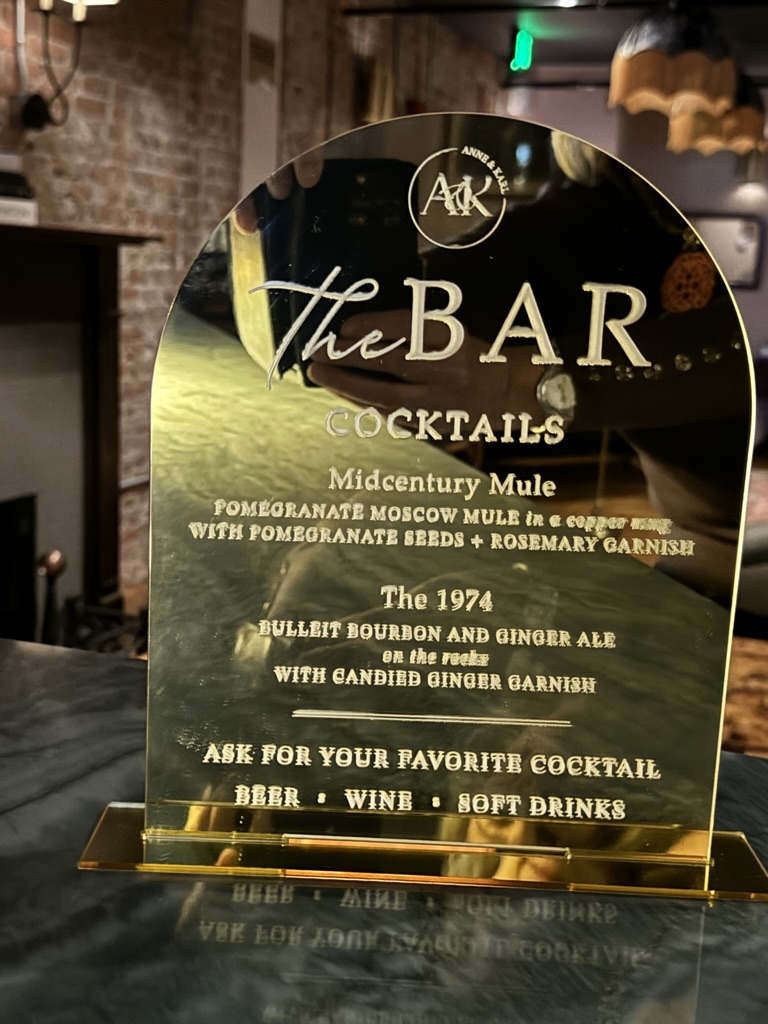 ANNE & KARL
AK
The BAR
COCKTAILS
Midcentury Mule
POMEGRANATE MOSCOW MULE in a copper mug
WITH POMEGRANATE SEEDS + ROSEMARY GARNISH
The 1974
BULLEIT BOURBON AND GINGER ALE
on the rocks
WITH CANDIED GINGER GARNISH
ASK FOR YOUR FAVORITE COCKTAIL
BEER • WINE • SOFT DRINKS